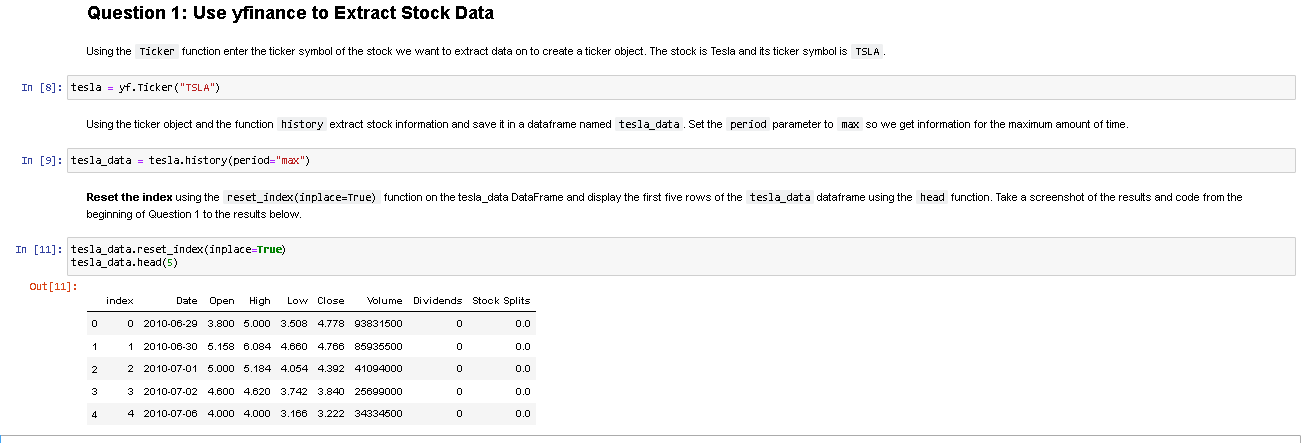 Question 1: Use yfinance to Extract Stock Data
Using the Ticker function enter the ticker symbol of the stock we want to extract data on to create a ticker object. The stock is Tesla and its ticker symbol is TSLA.
In [8]: tesla = yf.Ticker("TSLA")
Using the ticker object and the function history extract stock information and save it in a dataframe named tesla_data. Set the period parameter to max so we get information for the maximum amount of time.
In [9]: tesla_data = tesla.history(period="max")
Reset the index using the reset_index(inplace=True) function on the tesla_data DataFrame and display the first five rows of the tesla_data dataframe using the head function. Take a screenshot of the results and code from the
beginning of Question 1 to the results below.
In [11]: tesla_data.reset_index(inplace=True)
tesla_data.head(5)
Out[11]:
index Date Open High Low Close Volume Dividends Stock Splits
0 0 2010-06-29 3.800 5.000 3.508 4.778 93831500 0 0.0
1 1 2010-06-30 5.158 6.084 4.660 4.766 85935500 0 0.0
2 2 2010-07-01 5.000 5.184 4.054 4.392 41094000 0 0.0
3 3 2010-07-02 4.600 4.620 3.742 3.840 25699000 0 0.0
4 4 2010-07-06 4.000 4.000 3.166 3.222 34334500 0 0.0